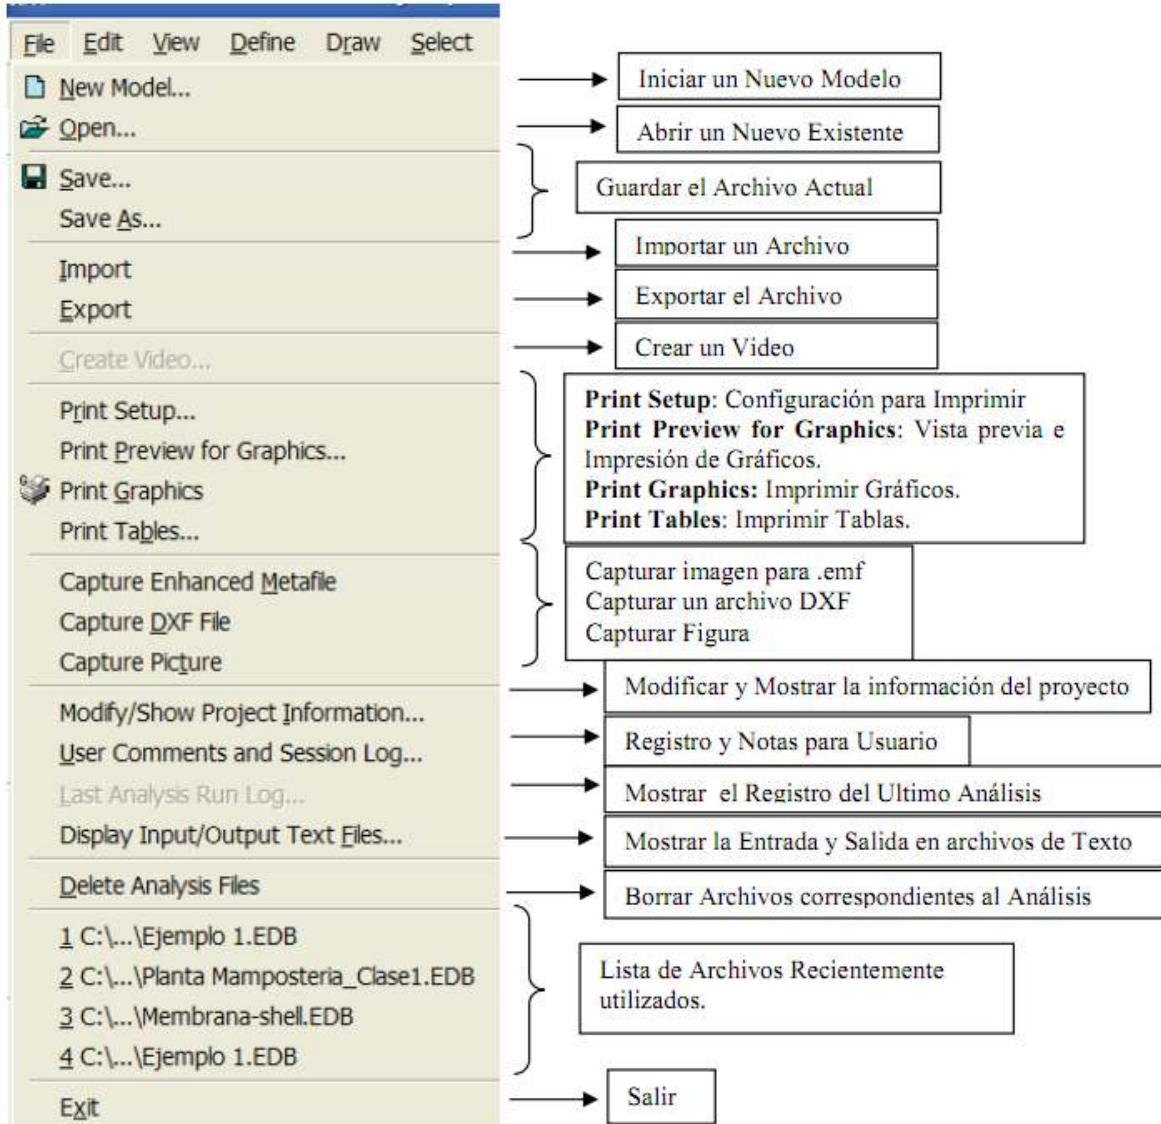 File Edit View Define Draw Select
New Model...
Iniciar un Nuevo Modelo
Open...
Abrir un Nuevo Existente
Save...
Guardar el Archivo Actual
Save As...
Importar un Archivo
Import
Exportar el Archivo
Export
Crear un Video
Create Video...
Print Setup...
Print Preview for Graphics...
Print Graphics
Print Tables...
Print Setup: Configuración para Imprimir
Print Preview for Graphics: Vista previa e
Impresión de Gráficos.
Print Graphics: Imprimir Gráficos.
Print Tables: Imprimir Tablas.
Capture Enhanced Metafile
Capture DXF File
Capture Picture
Capturar imagen para .emf
Capturar un archivo DXF
Capturar Figura
Modificar y Mostrar la información del proyecto
Modify/Show Project Information...
Registro y Notas para Usuario
User Comments and Session Log...
Mostrar el Registro del Ultimo Análisis
Last Analysis Run Log...
Mostrar la Entrada y Salida en archivos de Texto
Display Input/Output Text Files...
Borrar Archivos correspondientes al Análisis
Delete Analysis Files
1 C:\...\Ejemplo 1.EDB
2 C:\...\Planta Mamposteria_Clase1.EDB
3 C:\...\Membrana-shell.EDB
4 C:\...\Ejemplo 1.EDB
Lista de Archivos Recientemente
utilizados.
Exit
Salir